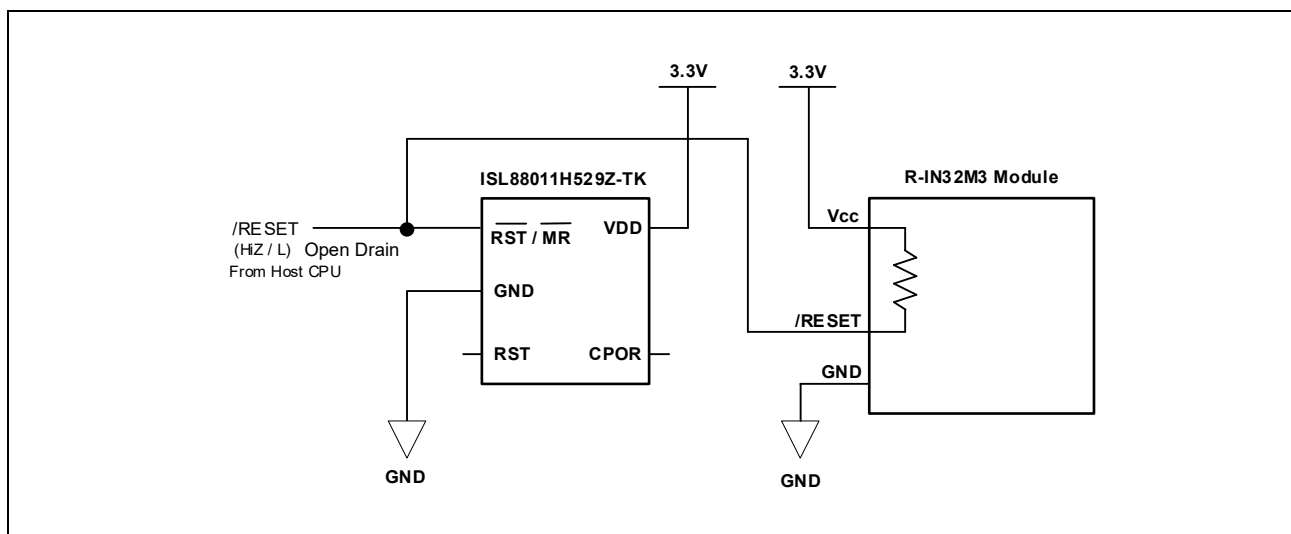 3.3V
3.3V
ISL88011H529Z-TK
R-IN32M3 Module
/RESET
(HiZ / L) Open Drain
From Host CPU
RST / MR
VDD
GND
RST
CPOR
Vcc
/RESET
GND
GND
GND